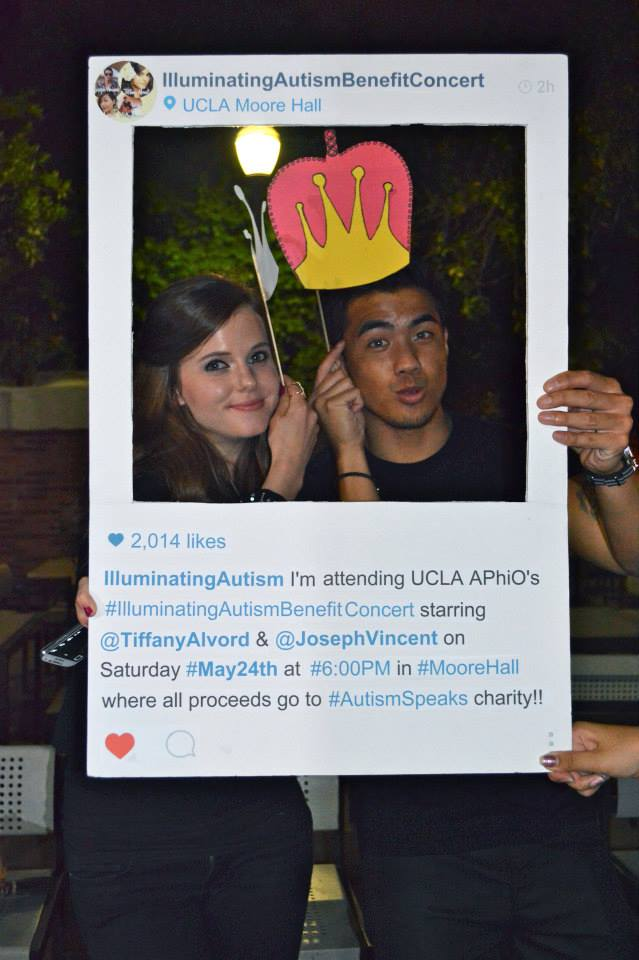 IlluminatingAutismBenefitConcert
2h
UCLA Moore Hall
2,014 likes
IlluminatingAutism I'm attending UCLA APhiO's
#IlluminatingAutismBenefitConcert starring
@TiffanyAlvord & @JosephVincent on
Saturday #May24th at #6:00PM in #MooreHall
where all proceeds go to #AutismSpeaks charity!!